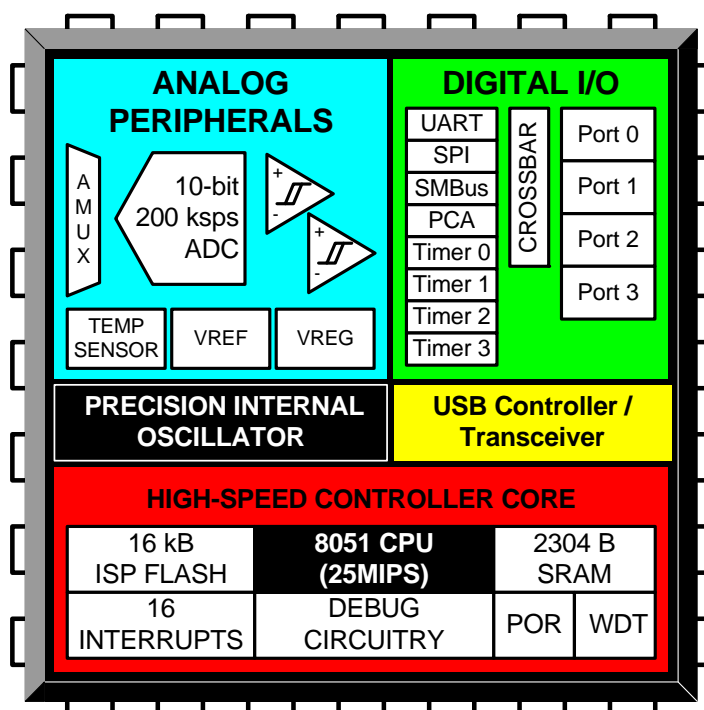 ANALOG
PERIPHERALS
A
M
U
X
10-bit
200 ksps
ADC
+
-
+
-
TEMP
SENSOR
VREF
VREG
DIGITAL I/O
UART
SPI
SMBus
PCA
Timer 0
Timer 1
Timer 2
Timer 3
CROSSBAR
Port 0
Port 1
Port 2
Port 3
PRECISION INTERNAL
OSCILLATOR
USB Controller /
Transceiver
HIGH-SPEED CONTROLLER CORE
16 kB
ISP FLASH
8051 CPU
(25MIPS)
2304 B
SRAM
16
INTERRUPTS
DEBUG
CIRCUITRY
POR
WDT